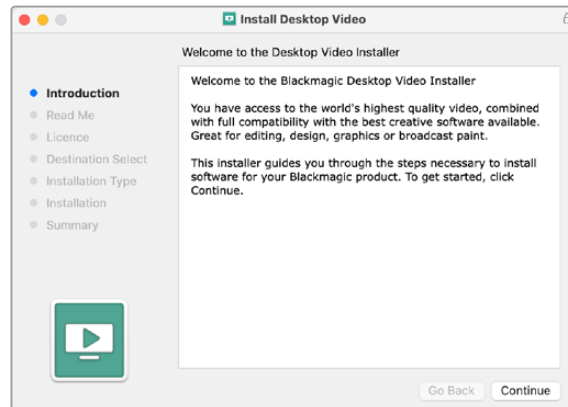 Install Desktop Video
Welcome to the Desktop Video Installer
Introduction
Read Me
Licence
Destination Select
Installation Type
Installation
Summary
Welcome to the Blackmagic Desktop Video Installer
You have access to the world's highest quality video, combined
with full compatibility with the best creative software available.
Great for editing, design, graphics or broadcast paint.
This installer guides you through the steps necessary to install
software for your Blackmagic product. To get started, click
Continue.
Go Back
Continue